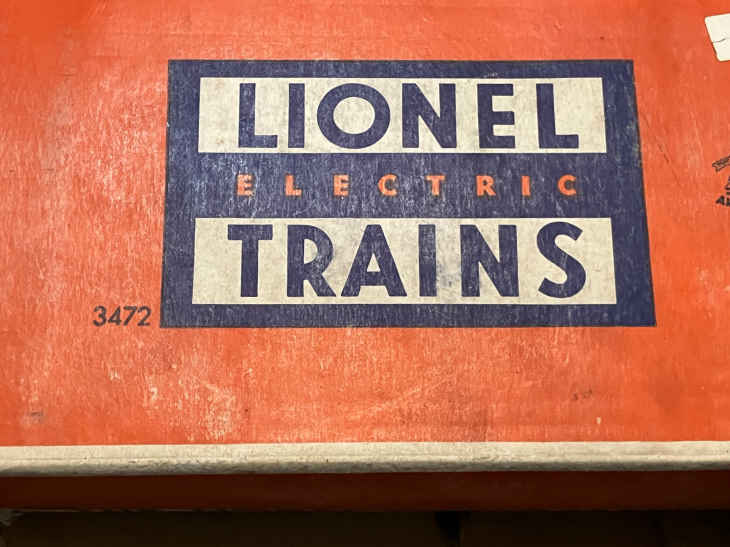 LIONEL
ELECTRIC
TRAINS
3472